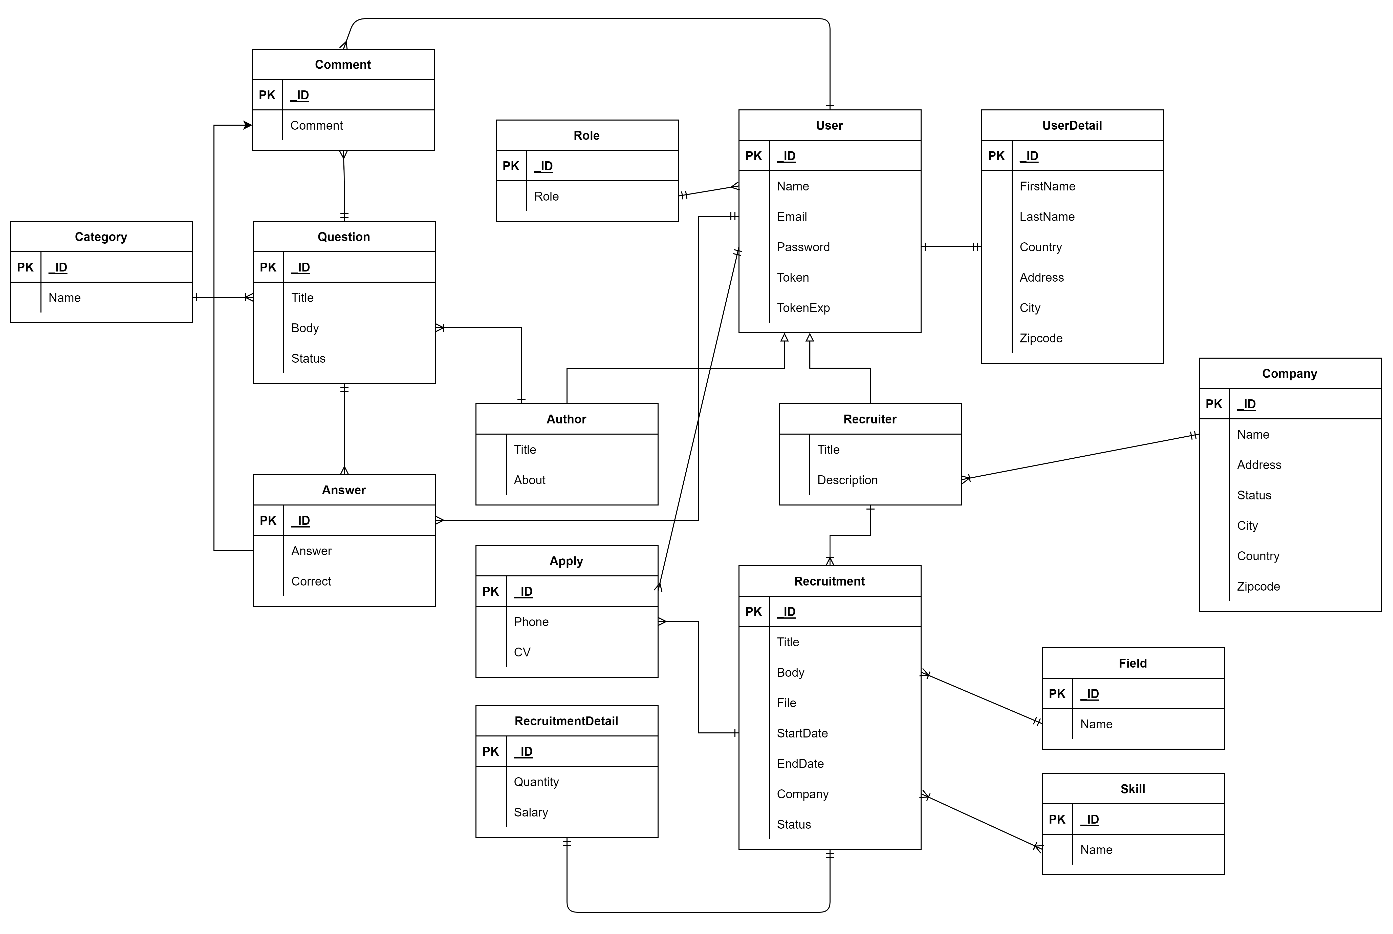 Comment
PK _ID
Comment
Role
PK _ID
Role
User
PK _ID
Name
Email
Password
Token
TokenExp
UserDetail
PK _ID
FirstName
LastName
Country
Address
City
Zipcode
Category
PK _ID
Name
Question
PK _ID
Title
Body
Status
Author
Title
About
Recruiter
Title
Description
Company
PK _ID
Name
Address
Status
City
Country
Zipcode
Answer
PK _ID
Answer
Correct
Apply
PK _ID
Phone
CV
Recruitment
PK _ID
Title
Body
File
StartDate
EndDate
Company
Status
Field
PK _ID
Name
RecruitmentDetail
PK _ID
Quantity
Salary
Skill
PK _ID
Name